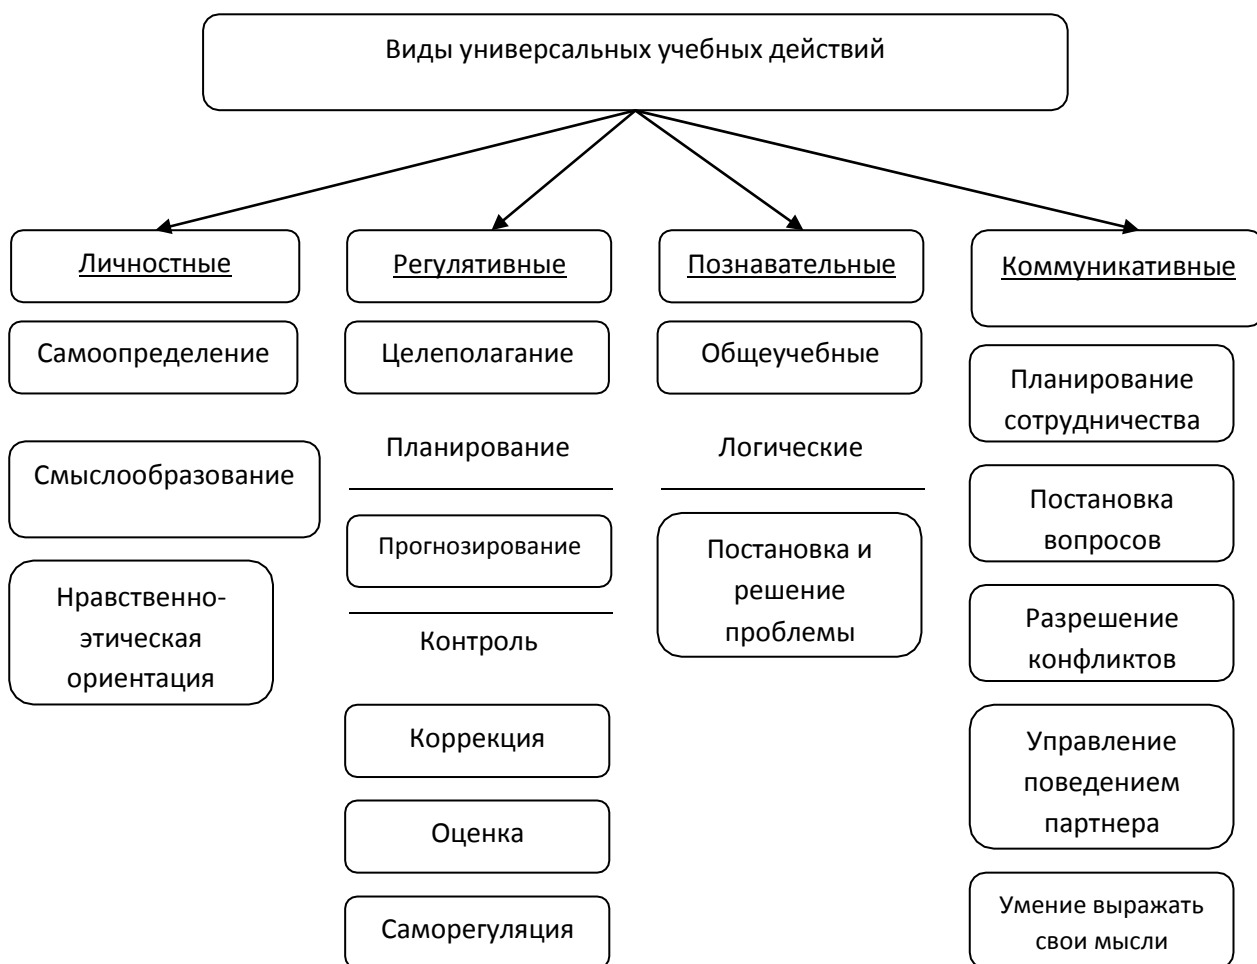 Виды универсальных учебных действий
Личностные
Самоопределение
Смыслообразование
Нравственно-
этическая
ориентация
Регулятивные
Целеполагание
Планирование
Прогнозирование
Контроль
Коррекция
Оценка
Саморегуляция
Познавательные
Общеучебные
Логические
Постановка и
решение
проблемы
Коммуникативные
Планирование
сотрудничества
Постановка
вопросов
Разрешение
конфликтов
Управление
поведением
партнера
Умение выражать
свои мысли